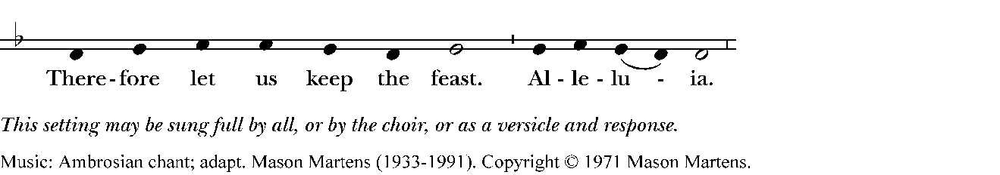 There - fore let us keep the feast. Al - le - lu - ia.
This setting may be sung full by all, or by the choir, or as a versicle and response.
Music: Ambrosian chant; adapt. Mason Martens (1933-1991). Copyright © 1971 Mason Martens.